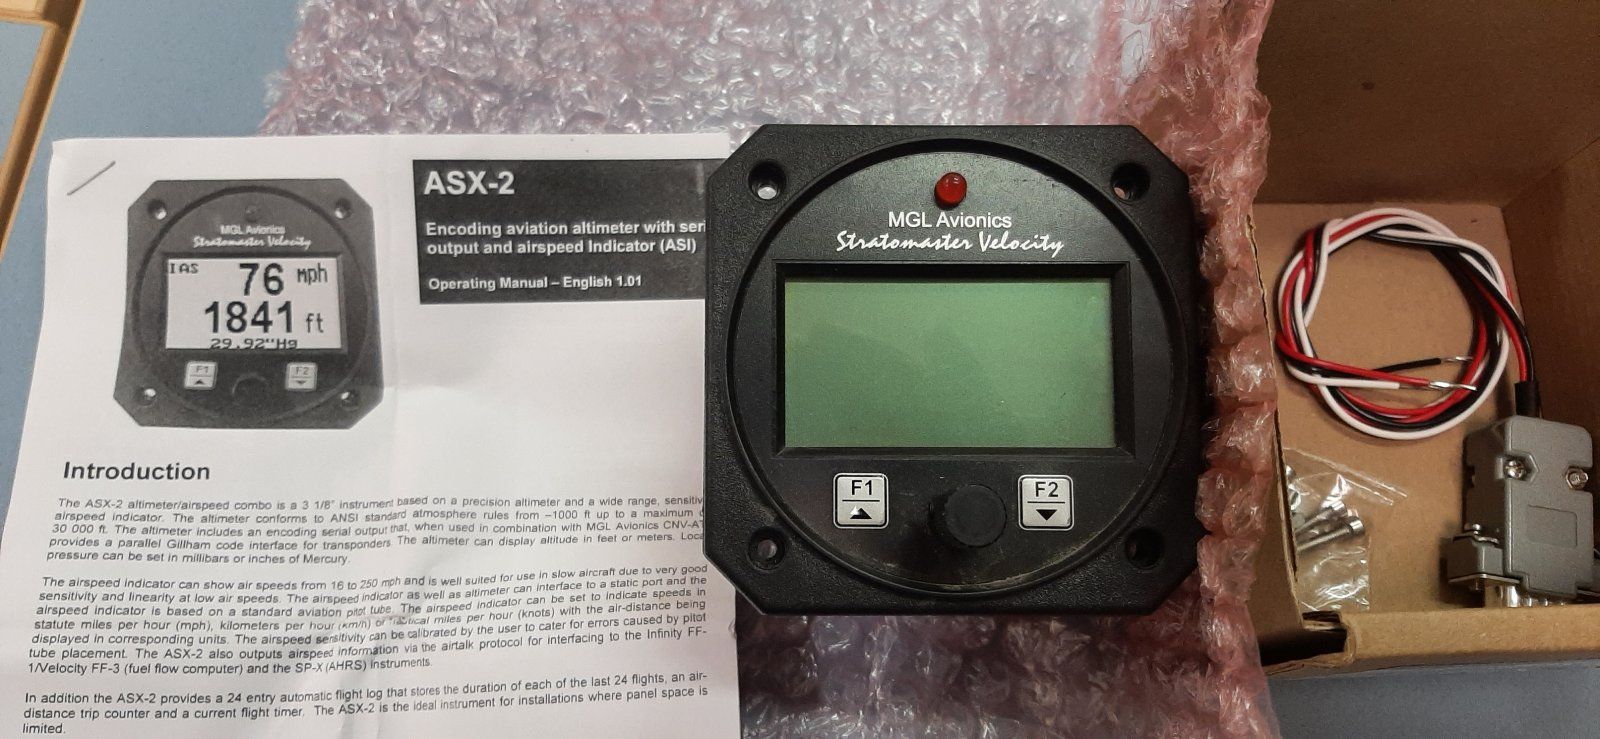 ASX-2
Encoding aviation altimeter with seri
output and airspeed Indicator (ASI)
Operating Manual – English 1.01
MGL Avionics
Stratomaster Velocity
IAS 76 mph
1841 ft
29.92"Hg
F1
F2
Introduction
The ASX-2 altimeter/airspeed combo is a 3 1/8" instrument based on a precision altimeter and a wide range, sensitiv
airspeed indicator. The altimeter conforms to ANSI standard atmosphere rules from –1000 ft up to a maximum
30 000 ft. The altimeter includes an encoding serial output that, when used in combination with MGL Avionics CNV-AT
provides a parallel Gillham code interface for transponders. The altimeter can display altitude in feet or meters. Loca
pressure can be set in millibars or inches of Mercury.
The airspeed indicator can show air speeds from 16 to 250 mph and is well suited for use in slow aircraft due to very good
sensitivity and linearity at low air speeds. The airspeed indicator as well as altimeter can interface to a static port and the
airspeed indicator is based on a standard aviation pitot tube. The airspeed indicator can be set to indicate speeds in
statute miles per hour (mph), kilometers per hour (km/h) or nautical miles per hour (knots) with the air-distance being
displayed in corresponding units. The airspeed sensitivity can be calibrated by the user to cater for errors caused by pitot
tube placement. The ASX-2 also outputs airspeed information via the airtalk protocol for interfacing to the Infinity FF-
1/Velocity FF-3 (fuel flow computer) and the SP-X (AHRS) instruments.
In addition the ASX-2 provides a 24 entry automatic flight log that stores the duration of each of the last 24 flights, an air-
distance trip counter and a current flight timer. The ASX-2 is the ideal instrument for installations where panel space is
limited.
MGL Avionics
Stratomaster Velocity
F1
F2